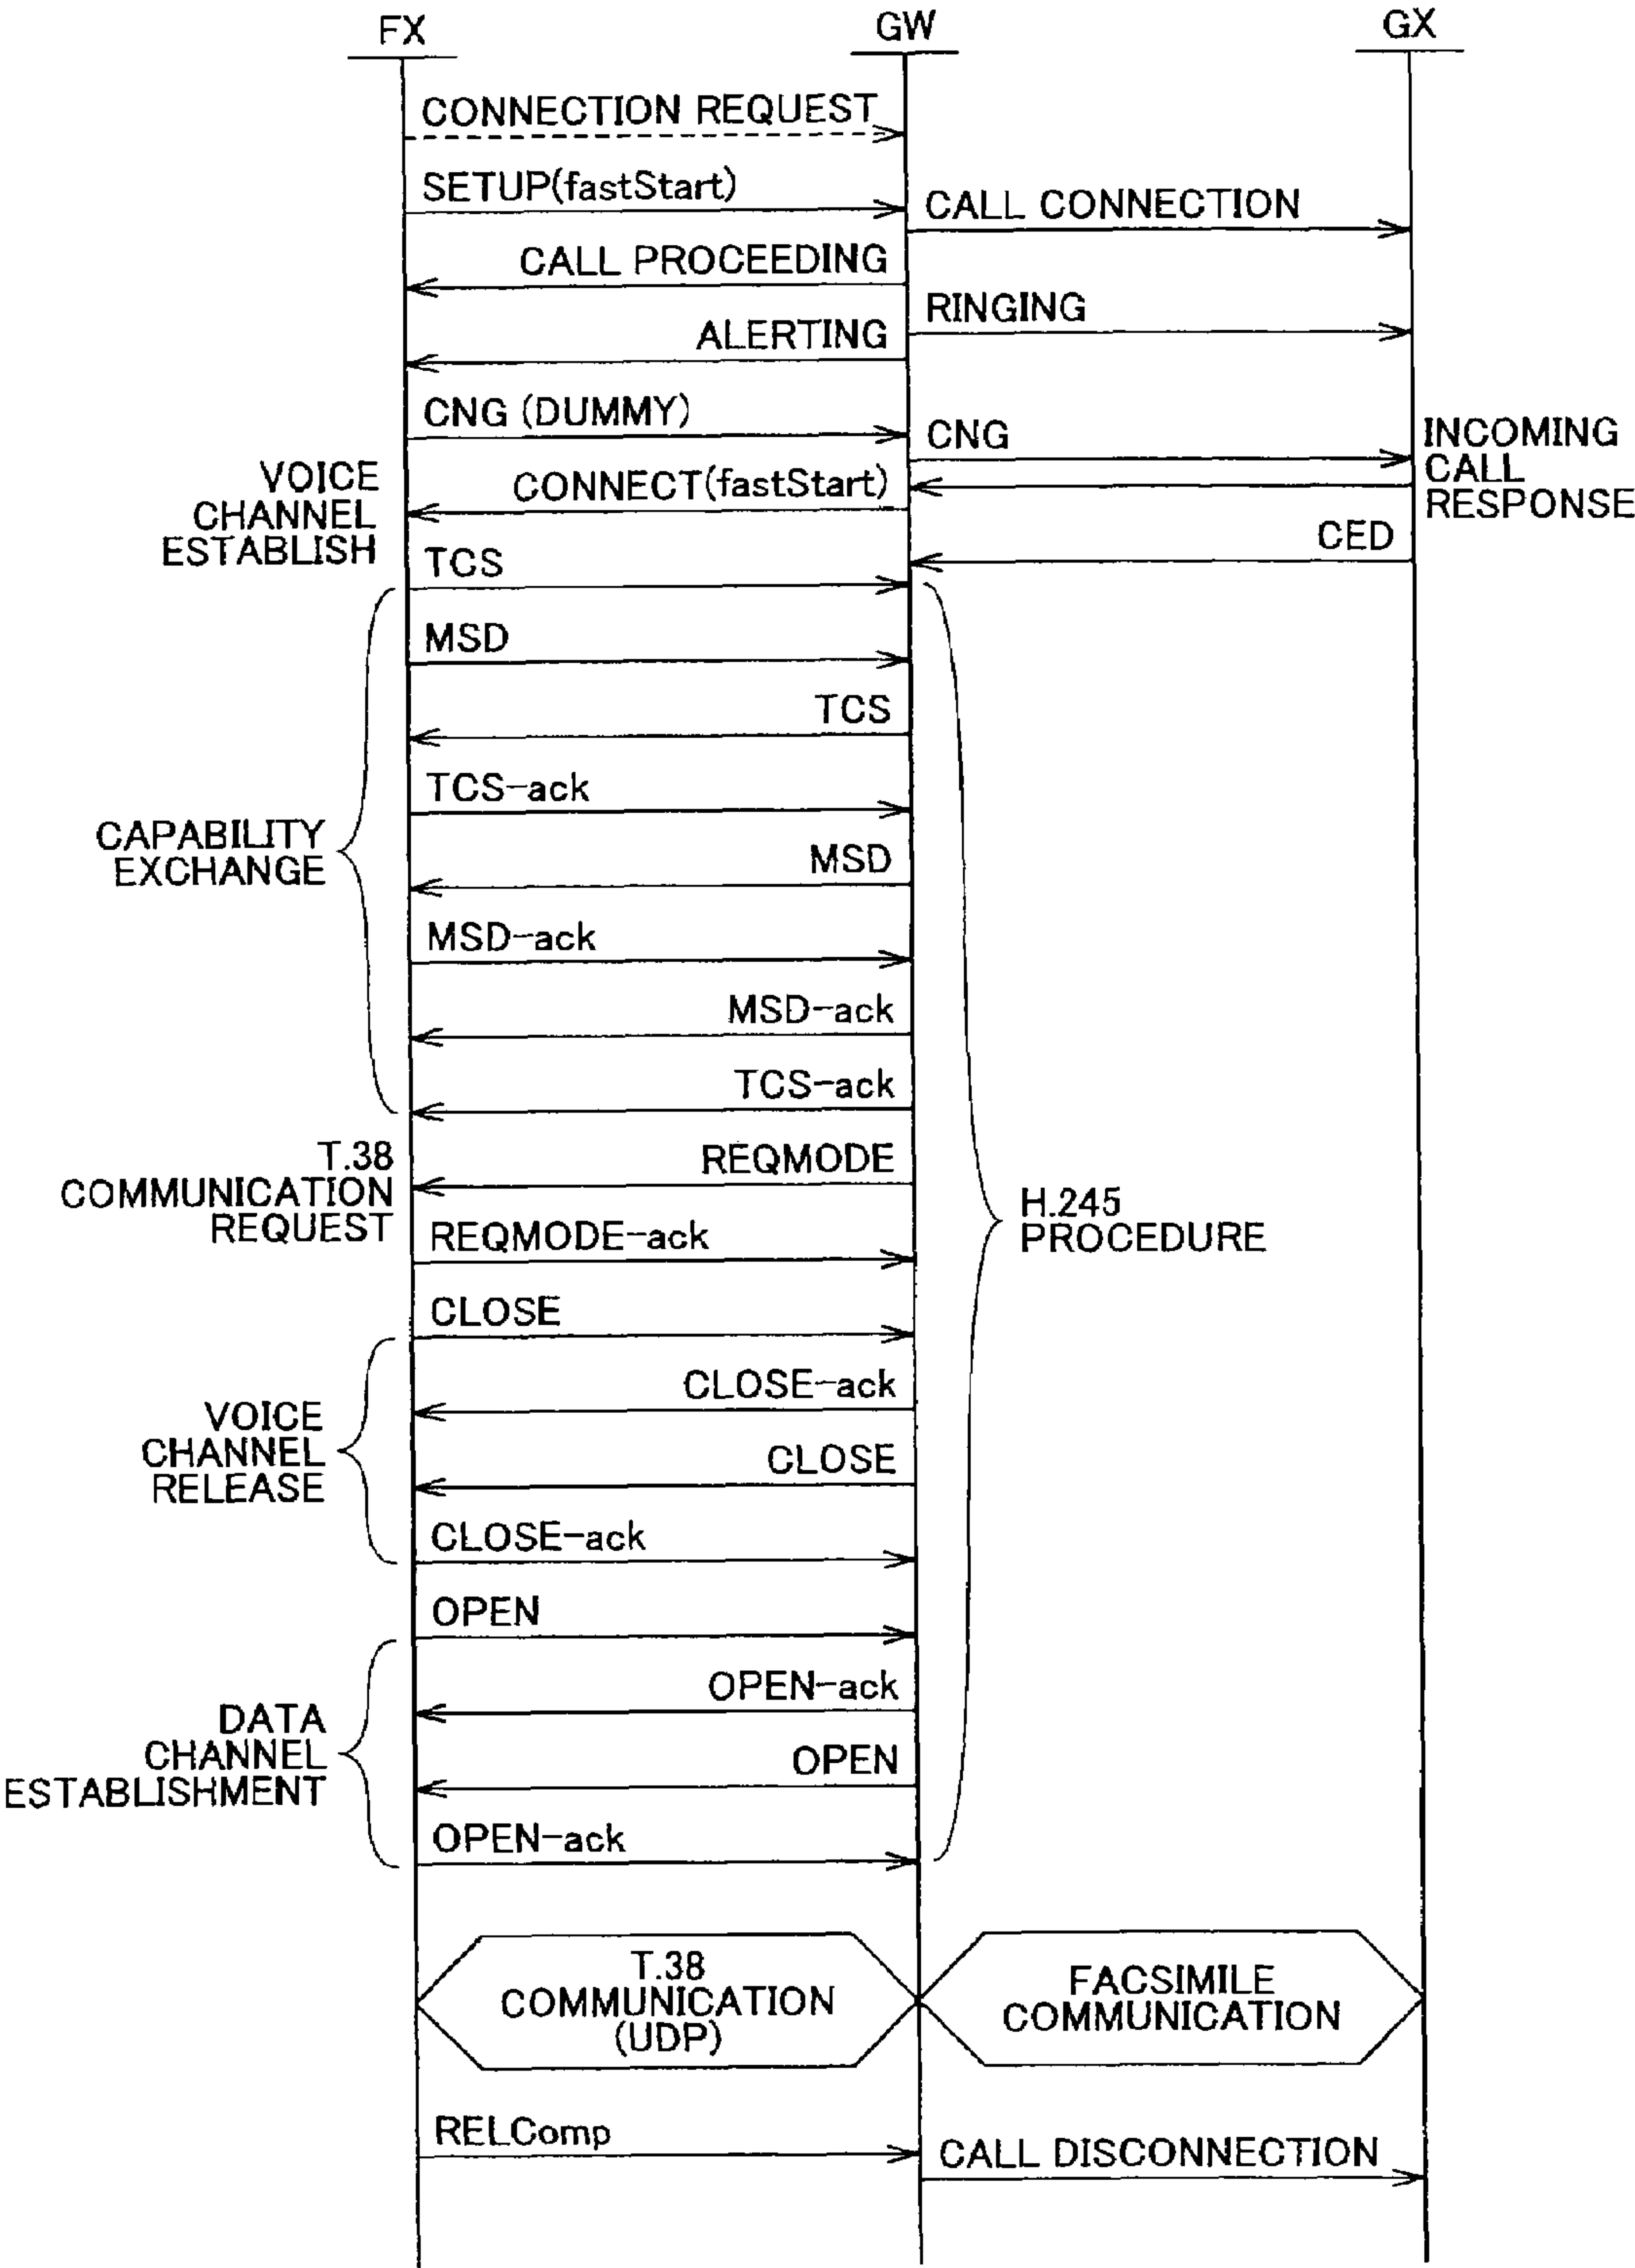 FX
GW
GX
CONNECTION REQUEST
SETUP(fastStart)
CALL CONNECTION
CALL PROCEEDING
RINGING
ALERTING
CNG (DUMMY)
CNG
INCOMING
CALL
RESPONSE
VOICE
CHANNEL
ESTABLISH
CONNECT(fastStart)
CED
TCS
MSD
TCS
TCS-ack
CAPABILITY
EXCHANGE
MSD
MSD-ack
MSD-ack
TCS-ack
T.38
COMMUNICATION
REQUEST
REQMODE
H.245
PROCEDURE
REQMODE-ack
CLOSE
CLOSE-ack
VOICE
CHANNEL
RELEASE
CLOSE
CLOSE-ack
OPEN
OPEN-ack
DATA
CHANNEL
ESTABLISHMENT
OPEN
OPEN-ack
T.38
COMMUNICATION
(UDP)
FACSIMILE
COMMUNICATION
RELComp
CALL DISCONNECTION